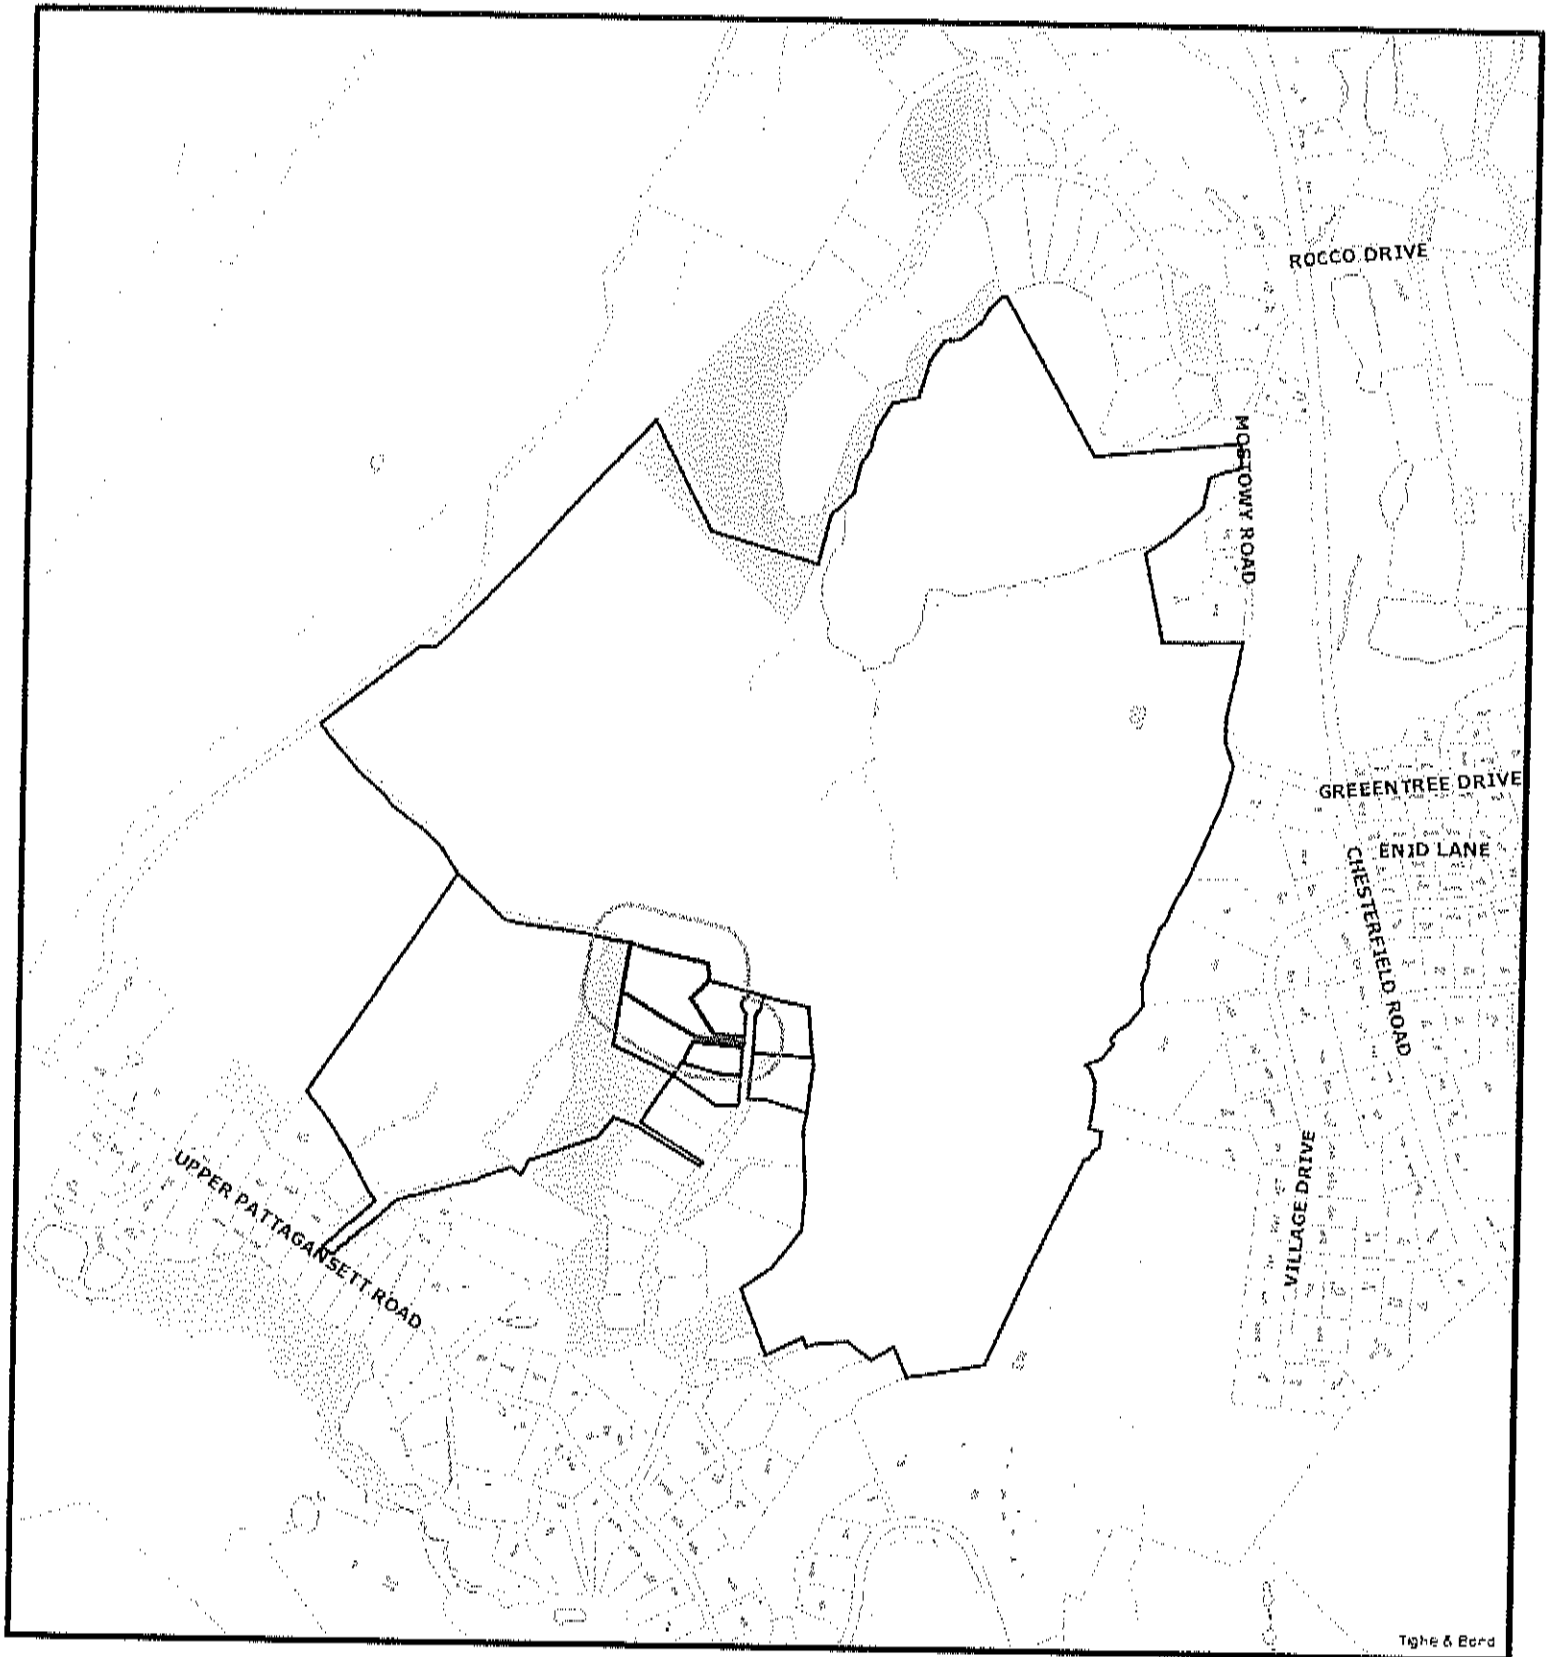 ROCCO DRIVE
MOSTOWY ROAD
GREEENTREE DRIVE
ENID LANE
CHESTERFIELD ROAD
VILLAGE DRIVE
UPPER PATTAGANSETT ROAD
Tighe & Bond